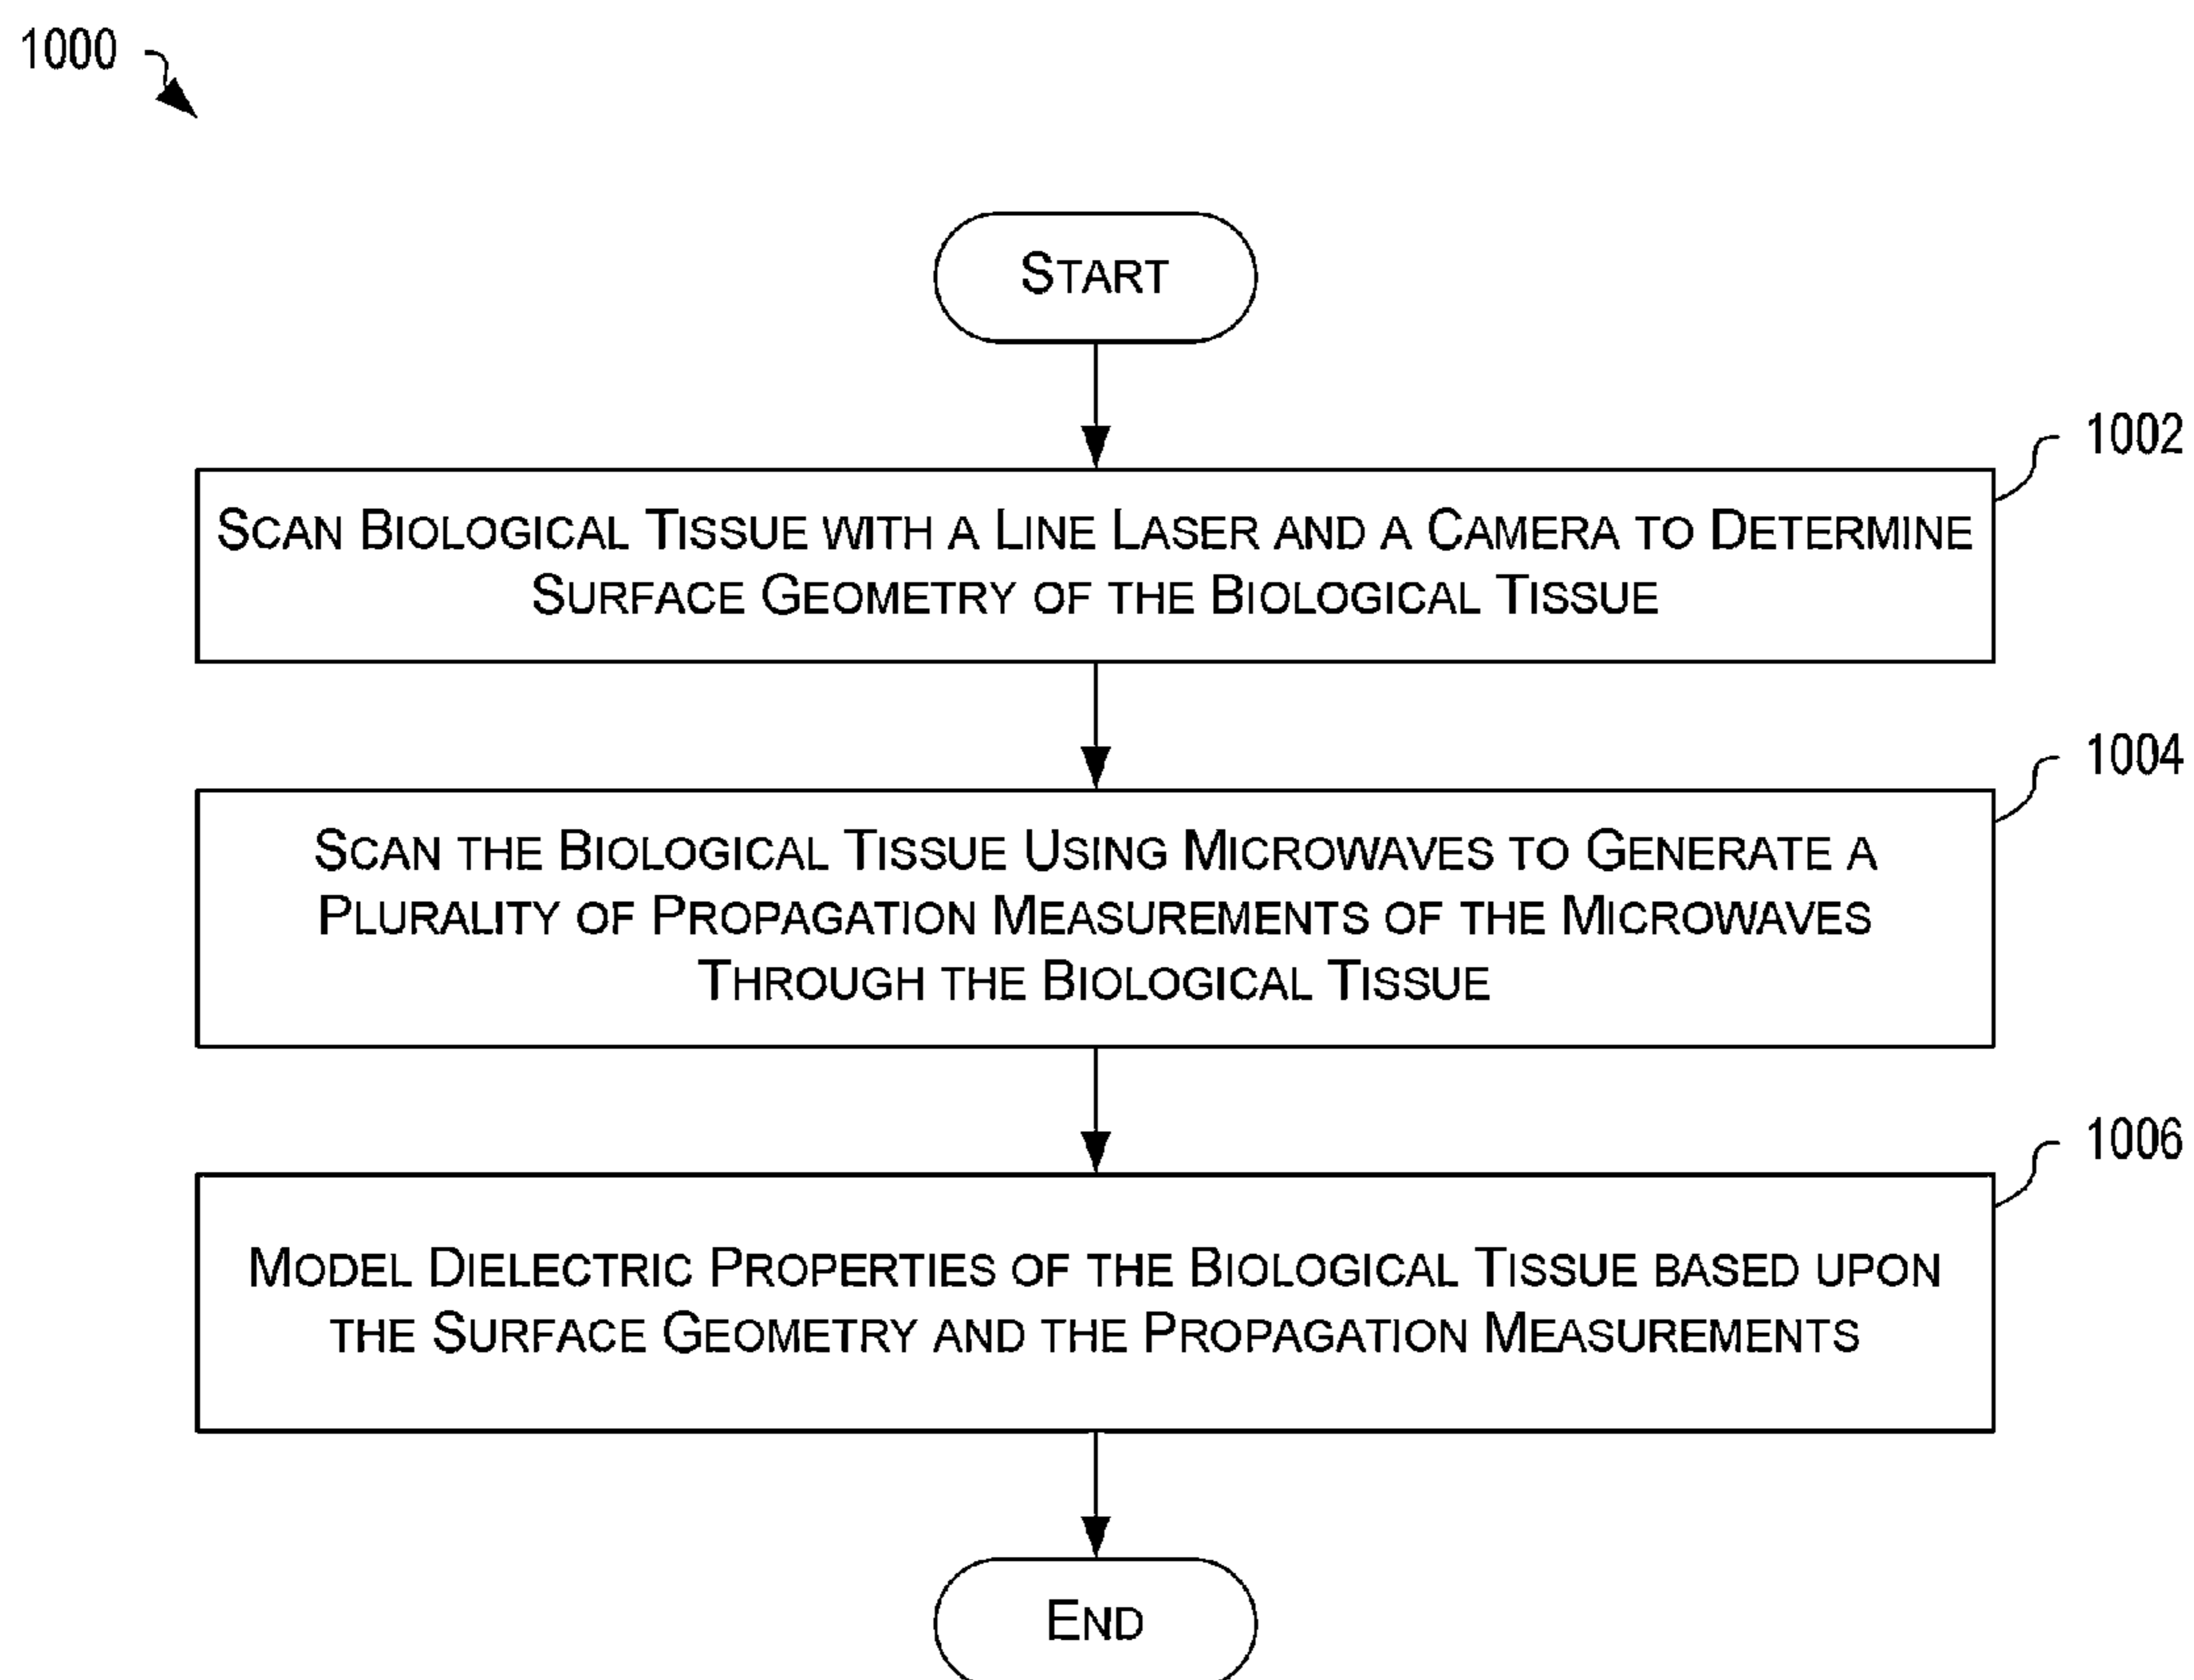 1000
START
1002
SCAN BIOLOGICAL TISSUE WITH A LINE LASER AND A CAMERA TO DETERMINE
SURFACE GEOMETRY OF THE BIOLOGICAL TISSUE
1004
SCAN THE BIOLOGICAL TISSUE USING MICROWAVES TO GENERATE A
PLURALITY OF PROPAGATION MEASUREMENTS OF THE MICROWAVES
THROUGH THE BIOLOGICAL TISSUE
1006
MODEL DIELECTRIC PROPERTIES OF THE BIOLOGICAL TISSUE BASED UPON
THE SURFACE GEOMETRY AND THE PROPAGATION MEASUREMENTS
END